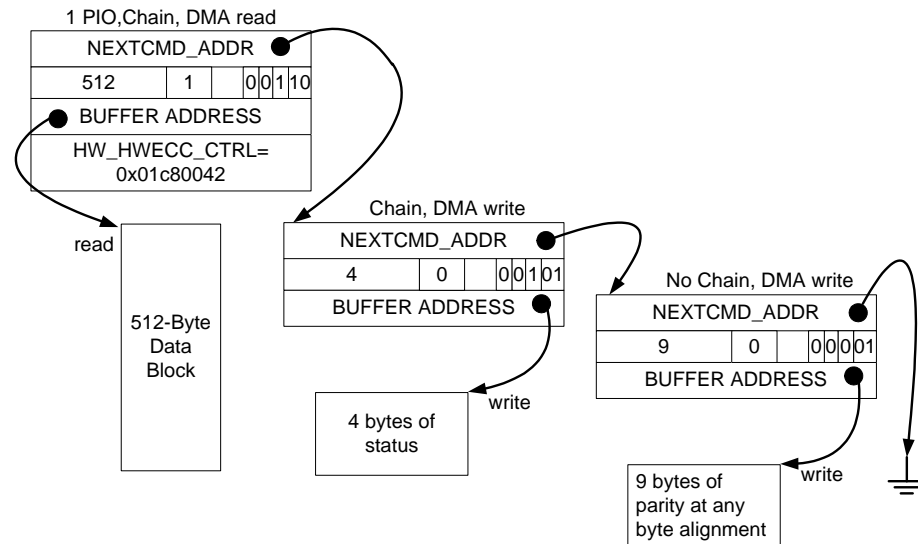 1 PIO,Chain, DMA read
NEXTCMD_ADDR
512 1 0 0 1 10
BUFFER ADDRESS
HW_HWECC_CTRL=
0x01c80042
read
512-Byte
Data
Block
Chain, DMA write
NEXTCMD_ADDR
4 0 0 0 1 01
BUFFER ADDRESS
write
4 bytes of
status
No Chain, DMA write
NEXTCMD_ADDR
9 0 0 0 0 01
BUFFER ADDRESS
write
9 bytes of
parity at any
byte alignment